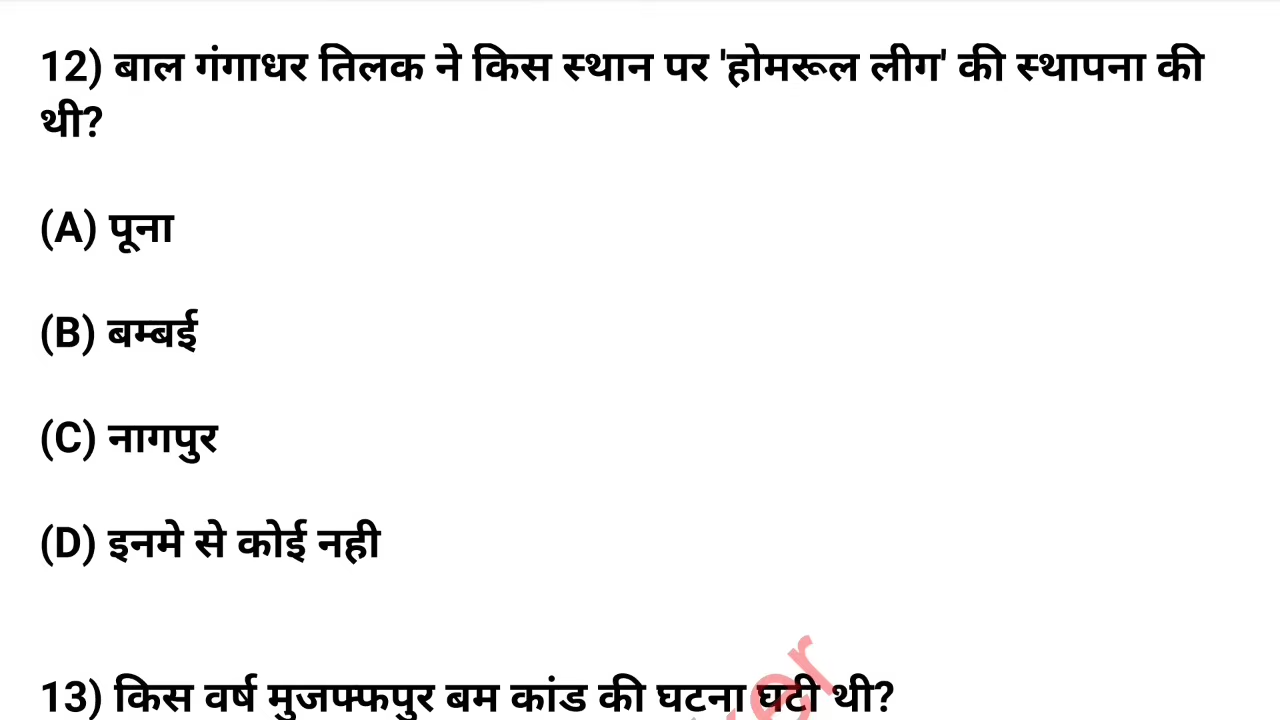 12) बाल गंगाधर तिलक ने किस स्थान पर 'होमरूल लीग' की स्थापना की
थी?
(A) पूना
(B) बम्बई
(C) नागपुर
(D) इनमे से कोई नही
13) किस वर्ष मुजफ्फपुर बम कांड की घटना घटी थी?